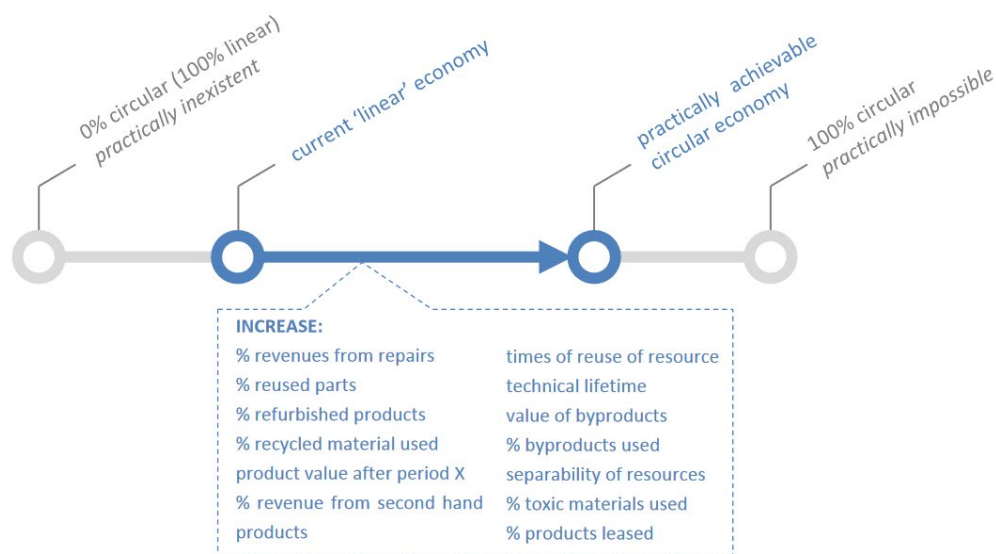 0% circular (100% linear)
practically inexistent
current ‘linear’ economy
practically achievable
circular economy
100% circular
practically impossible
INCREASE:
% revenues from repairs
% reused parts
% refurbished products
% recycled material used
product value after period X
% revenue from second hand
products
times of reuse of resource
technical lifetime
value of byproducts
% byproducts used
separability of resources
% toxic materials used
% products leased